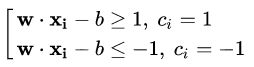 w · xᵢ − b ≥ 1, cᵢ = 1
w · xᵢ − b ≤ −1, cᵢ = −1